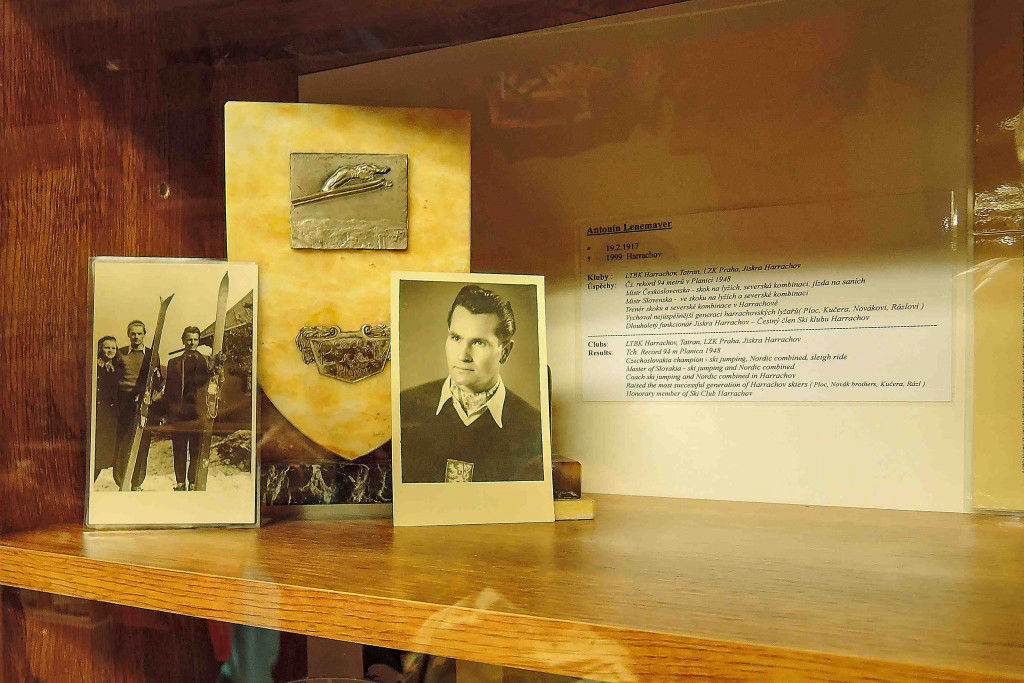 Antonín Lenemayer
* 19.2.1917
† 1999 Harrachov
Kluby : LTBK Harrachov, Tatran, LZK Praha, Jiskra Harrachov
Úspěchy: Čs. rekord 94 metrů v Planici 1948
Mistr Československa - skok na lyžích, severská kombinací, jízda na saních
Mistr Slovenska - ve skoku na lyžích a severské kombinaci
Trenér skoku a severské kombinace v Harrachově
Vychoval nejúspěšnější generaci harrachovských lyžařů( Ploc, Kučera, Novákovi, Rázlovi )
Dlouholetý funkcionář Jiskra Harrachov – Čestný člen Ski klubu Harrachov
Clubs: LTBK Harrachov, Tatran, LZK Praha, Jiskra Harrachov
Results: Tch. Record 94 m Planica 1948
Czechoslovakia champion - ski jumping, Nordic combined, sleigh ride
Master of Slovakia - ski jumping and Nordic combined
Coach ski jumping and Nordic combined in Harrachov
Raised the most successful generation of Harrachov skiers ( Ploc, Novák brothers, Kučera, Rázl )
Honorary member of Ski Club Harrachov